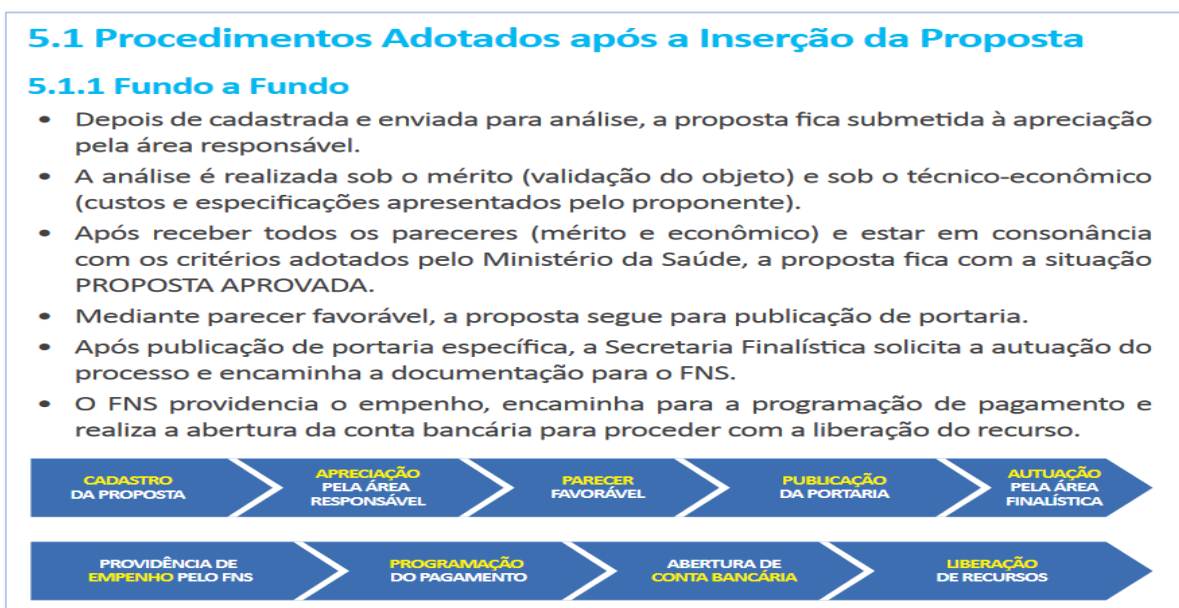 5.1 Procedimentos Adotados após a Inserção da Proposta
5.1.1 Fundo a Fundo
• Depois de cadastrada e enviada para análise, a proposta fica submetida à apreciação
pela área responsável.
• A análise é realizada sob o mérito (validação do objeto) e sob o técnico-econômico
(custos e especificações apresentados pelo proponente).
• Após receber todos os pareceres (mérito e econômico) e estar em consonância
com os critérios adotados pelo Ministério da Saúde, a proposta fica com a situação
PROPOSTA APROVADA.
• Mediante parecer favorável, a proposta segue para publicação de portaria.
• Após publicação de portaria específica, a Secretaria Finalística solicita a autuação do
processo e encaminha a documentação para o FNS.
• O FNS providencia o empenho, encaminha para a programação de pagamento e
realiza a abertura da conta bancária para proceder com a liberação do recurso.
CADASTRO
DA PROPOSTA
APRECIAÇÃO
PELA ÁREA
RESPONSÁVEL
PARECER
FAVORÁVEL
PUBLICAÇÃO
DA PORTARIA
AUTUAÇÃO
PELA ÁREA
FINALÍSTICA
PROVIDÊNCIA DE
EMPENHO PELO FNS
PROGRAMAÇÃO
DO PAGAMENTO
ABERTURA DE
CONTA BANCÁRIA
LIBERAÇÃO
DE RECURSOS